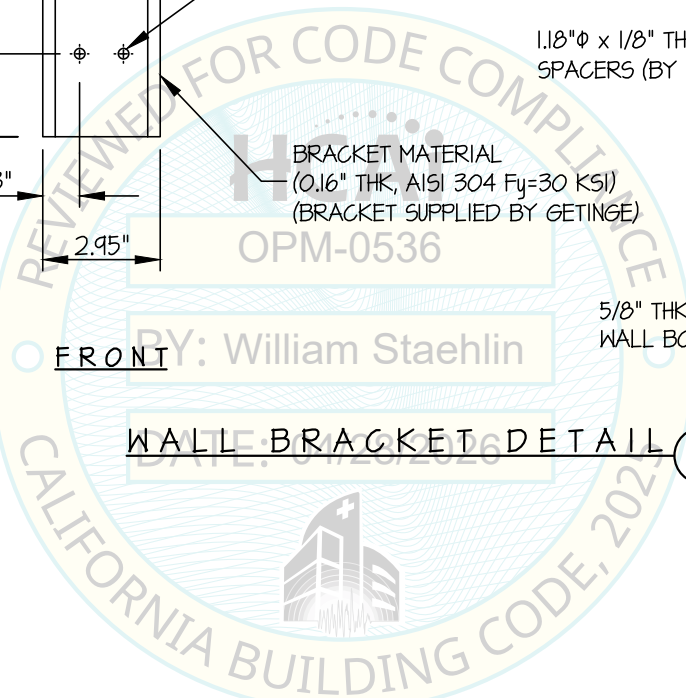 1.18"Φ x 1/8" TH
SPACERS (BY
BRACKET MATERIAL
(0.16" THK, AISI 304 Fy=30 KSI)
(BRACKET SUPPLIED BY GETINGE)
2.95"
5/8" THK
WALL BO
FRONT
WALL BRACKET DETAIL
REVIEWED FOR CODE COMPLIANCE
HCAi
OPM-0536
BY: William Staehlin
DATE: 04/28/2026
CALIFORNIA BUILDING CODE, 2025